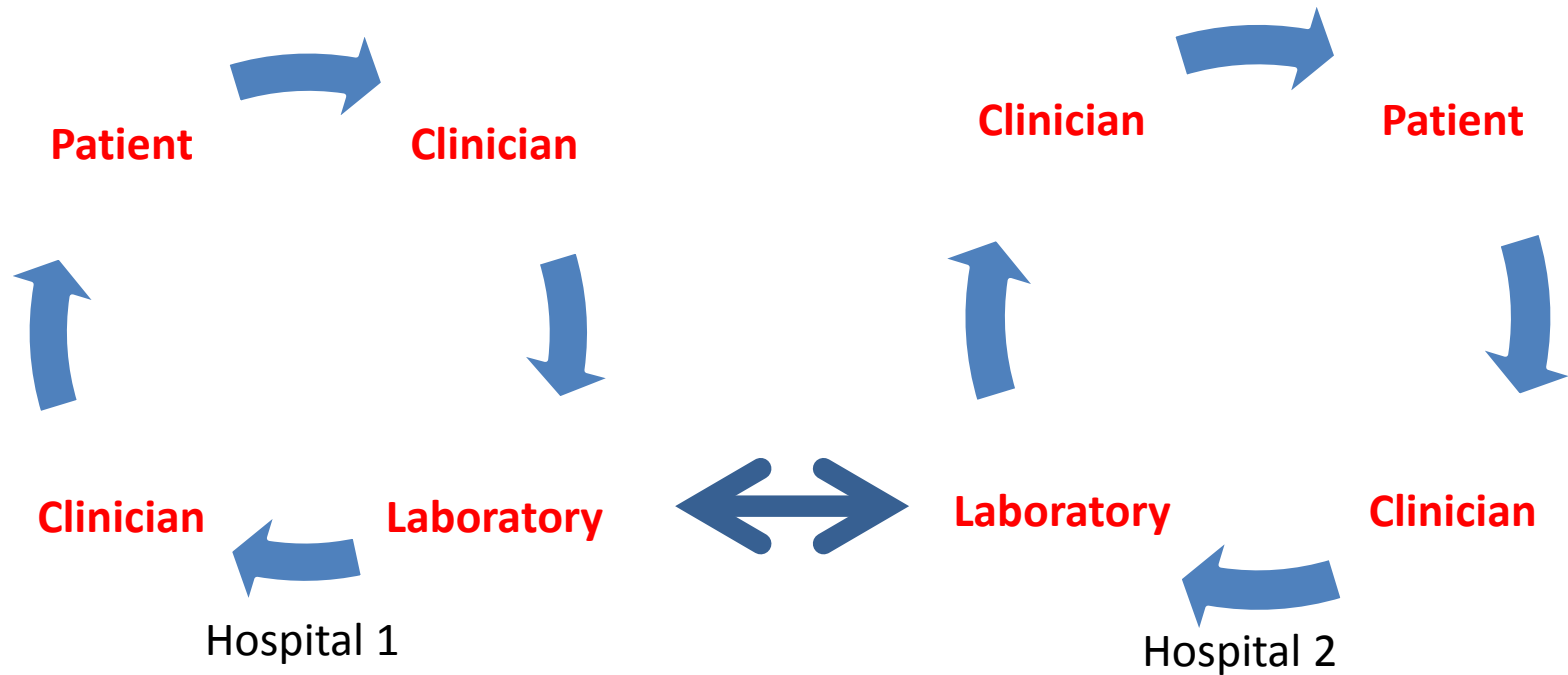 Patient
Clinician
Clinician
Laboratory
Hospital 1
Clinician
Patient
Laboratory
Clinician
Hospital 2